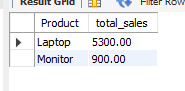 Result Grid Filter Row
Product total_sales
Laptop 5300.00
Monitor 900.00